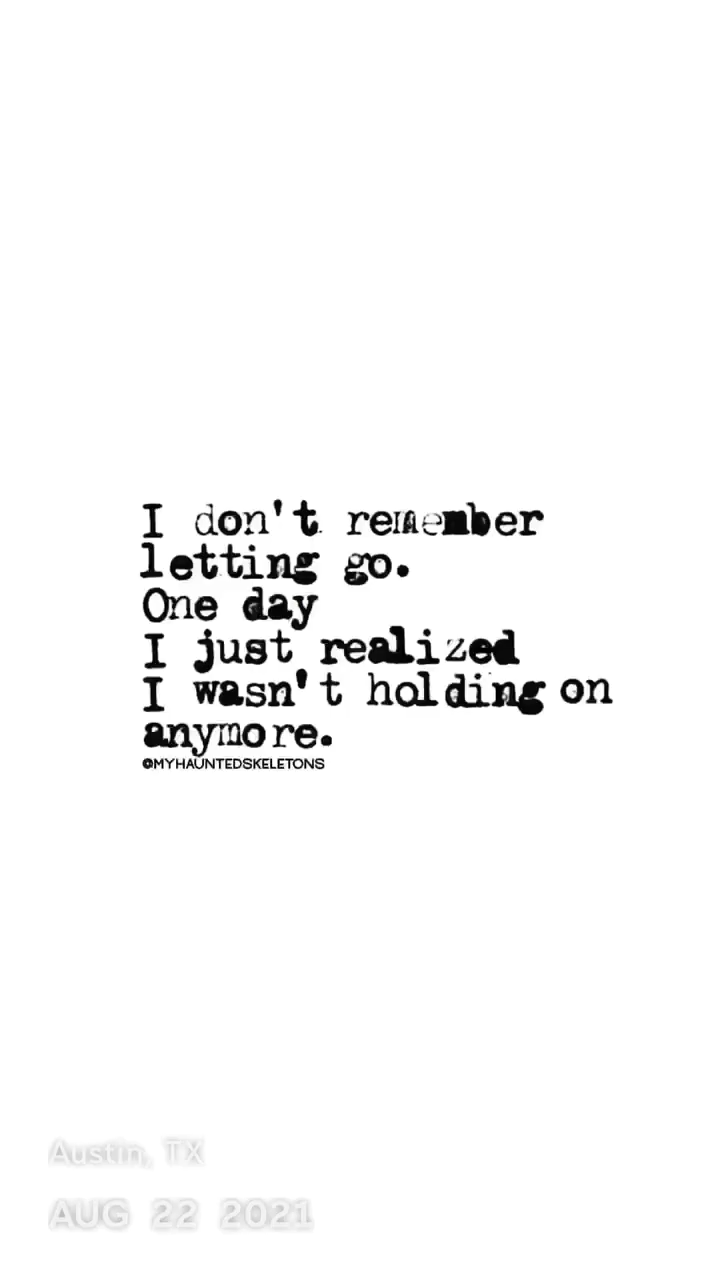 I don't remember
letting go.
One day
I just realized
I wasn't holding on
anymore.
@MYHAUNTEDSKELETONS
Austin, TX
AUG 22 2021